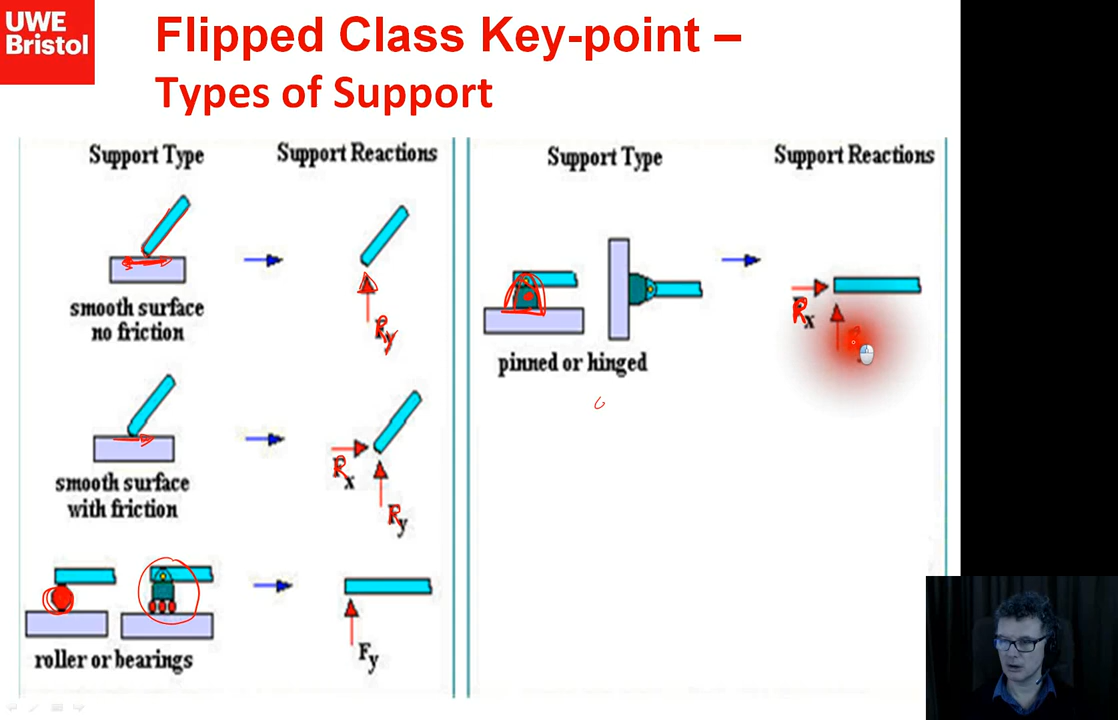 UWE
Bristol
Flipped Class Key-point –
Types of Support
Support Type
Support Reactions
smooth surface
no friction
Ry
smooth surface
with friction
Rx
Ry
roller or bearings
Fy
Support Type
Support Reactions
pinned or hinged
Rx